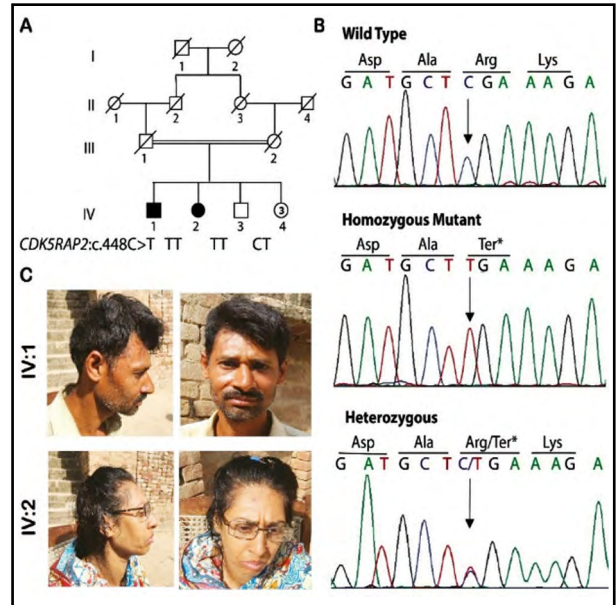 A
I
1
2
II
1
2
3
4
III
1
2
IV
1
2
3
3
4
CDK5RAP2:c.448C>T TT TT CT
B
Wild Type
Asp Ala Arg Lys
G A T G C T C G A A A G A
Homozygous Mutant
Asp Ala Ter*
G A T G C T T G A A A G A
Heterozygous
Asp Ala Arg/Ter* Lys
G A T G C T C/T G A A A G A
C
IV:1
IV:2